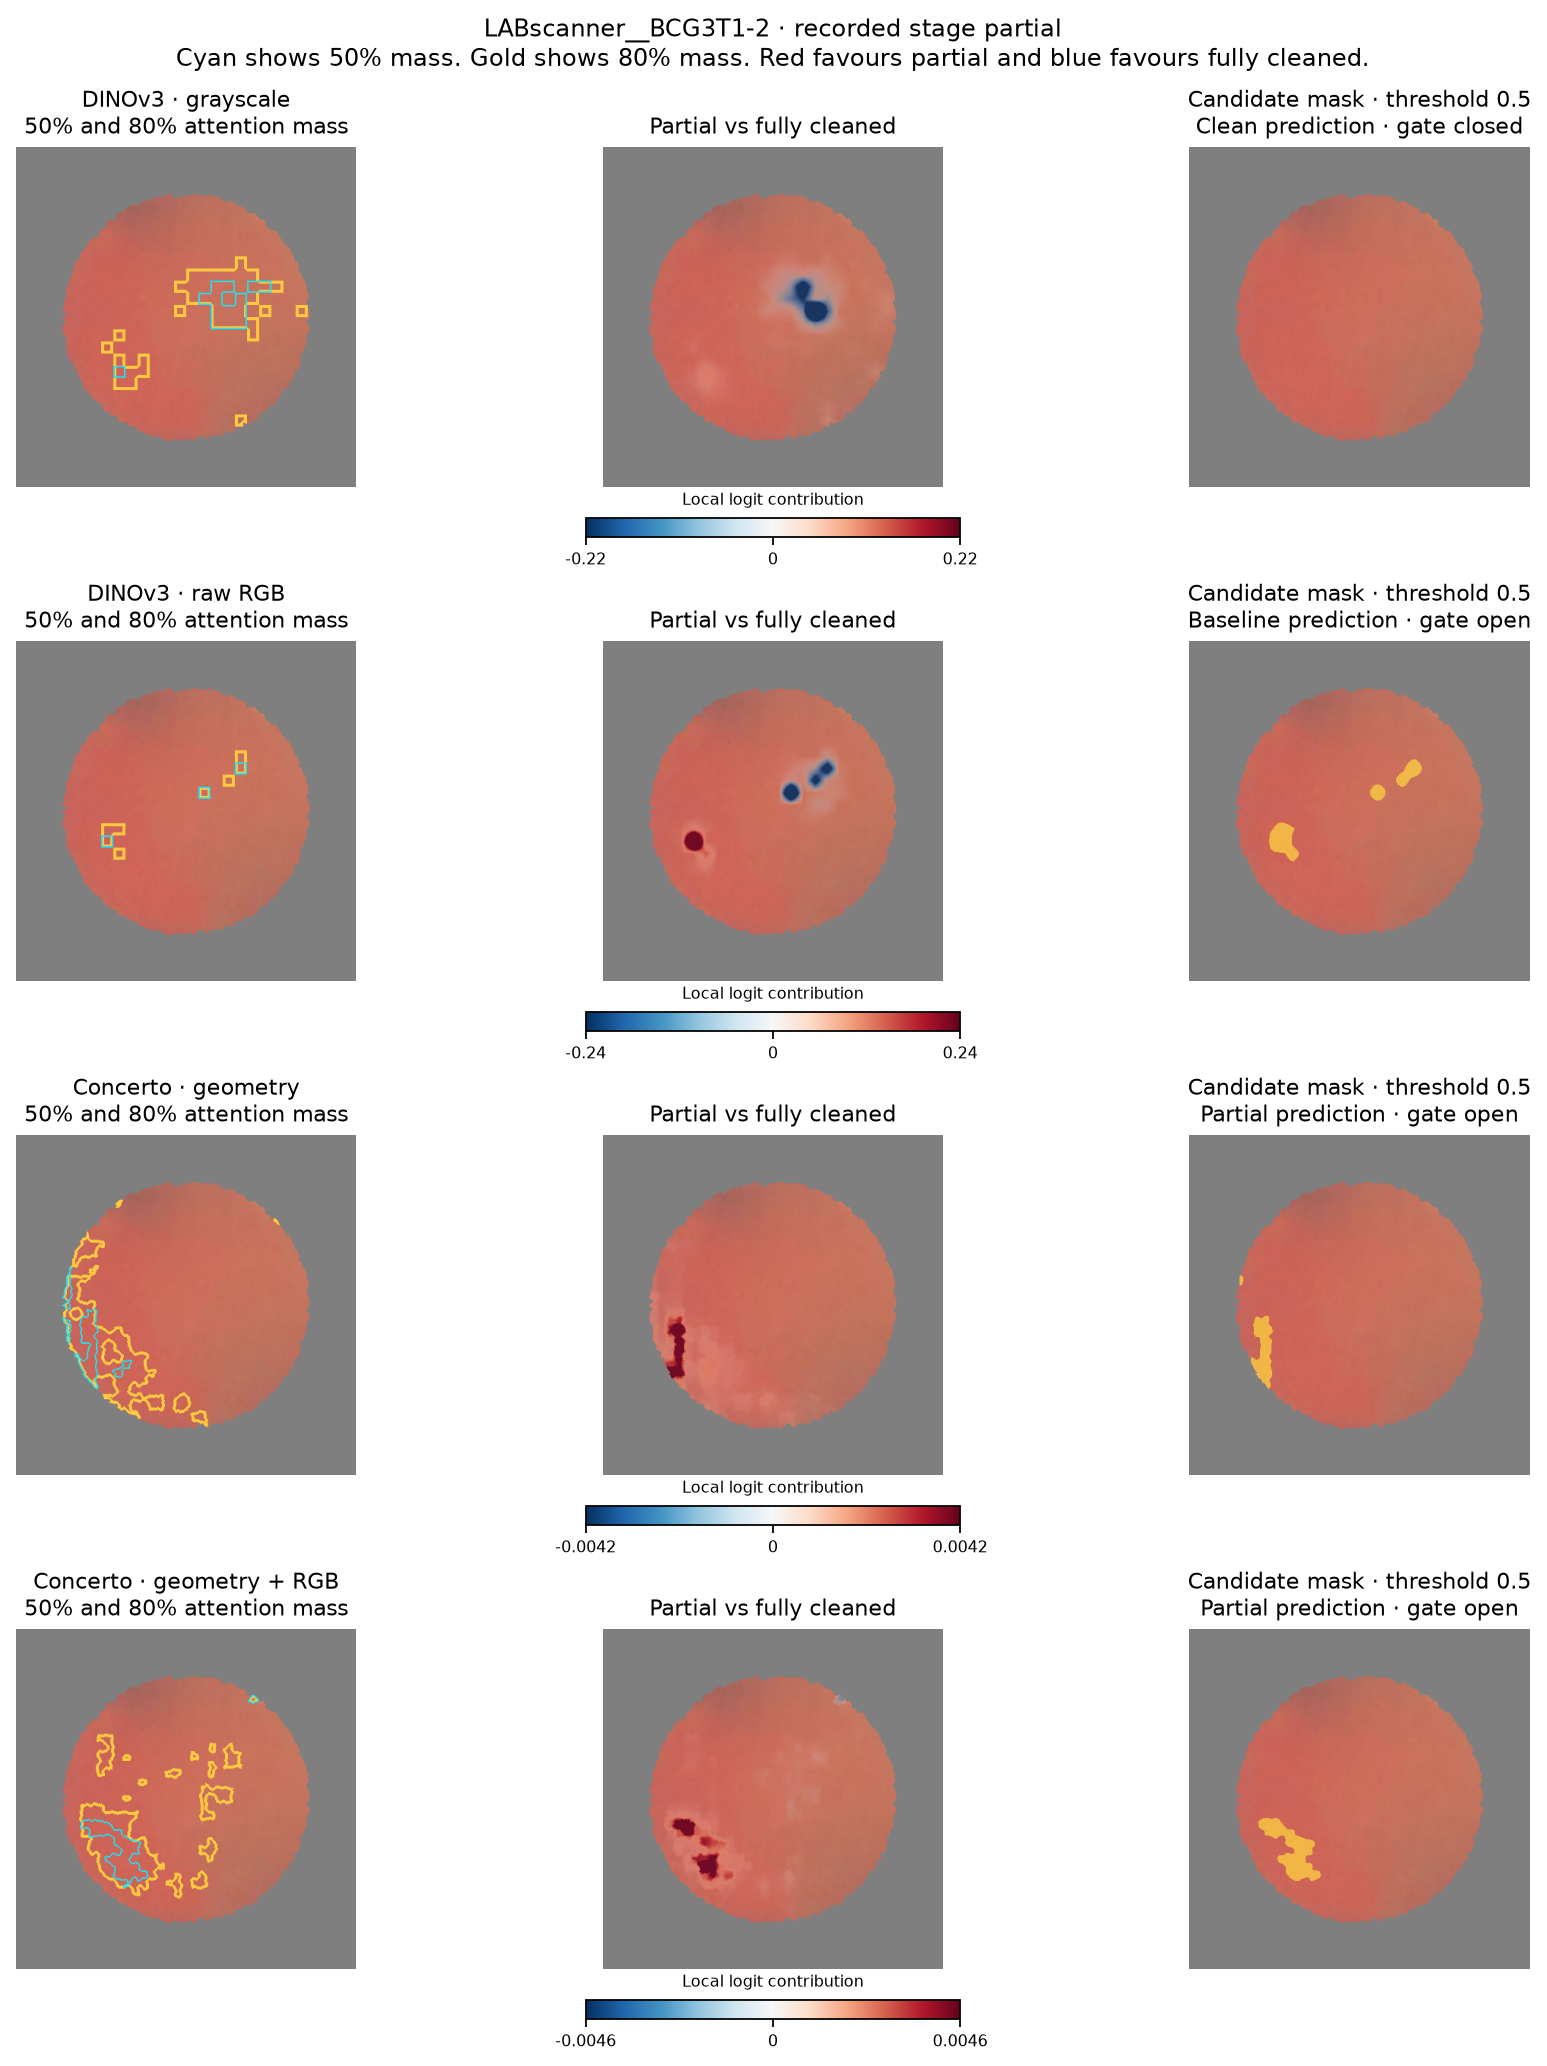 LABscanner__BCG3T1-2 · recorded stage partial
Cyan shows 50% mass. Gold shows 80% mass. Red favours partial and blue favours fully cleaned.
DINOv3 · grayscale
50% and 80% attention mass
Partial vs fully cleaned
Candidate mask · threshold 0.5
Clean prediction · gate closed
Local logit contribution
-0.22 0 0.22
DINOv3 · raw RGB
50% and 80% attention mass
Partial vs fully cleaned
Candidate mask · threshold 0.5
Baseline prediction · gate open
Local logit contribution
-0.24 0 0.24
Concerto · geometry
50% and 80% attention mass
Partial vs fully cleaned
Candidate mask · threshold 0.5
Partial prediction · gate open
Local logit contribution
-0.0042 0 0.0042
Concerto · geometry + RGB
50% and 80% attention mass
Partial vs fully cleaned
Candidate mask · threshold 0.5
Partial prediction · gate open
Local logit contribution
-0.0046 0 0.0046